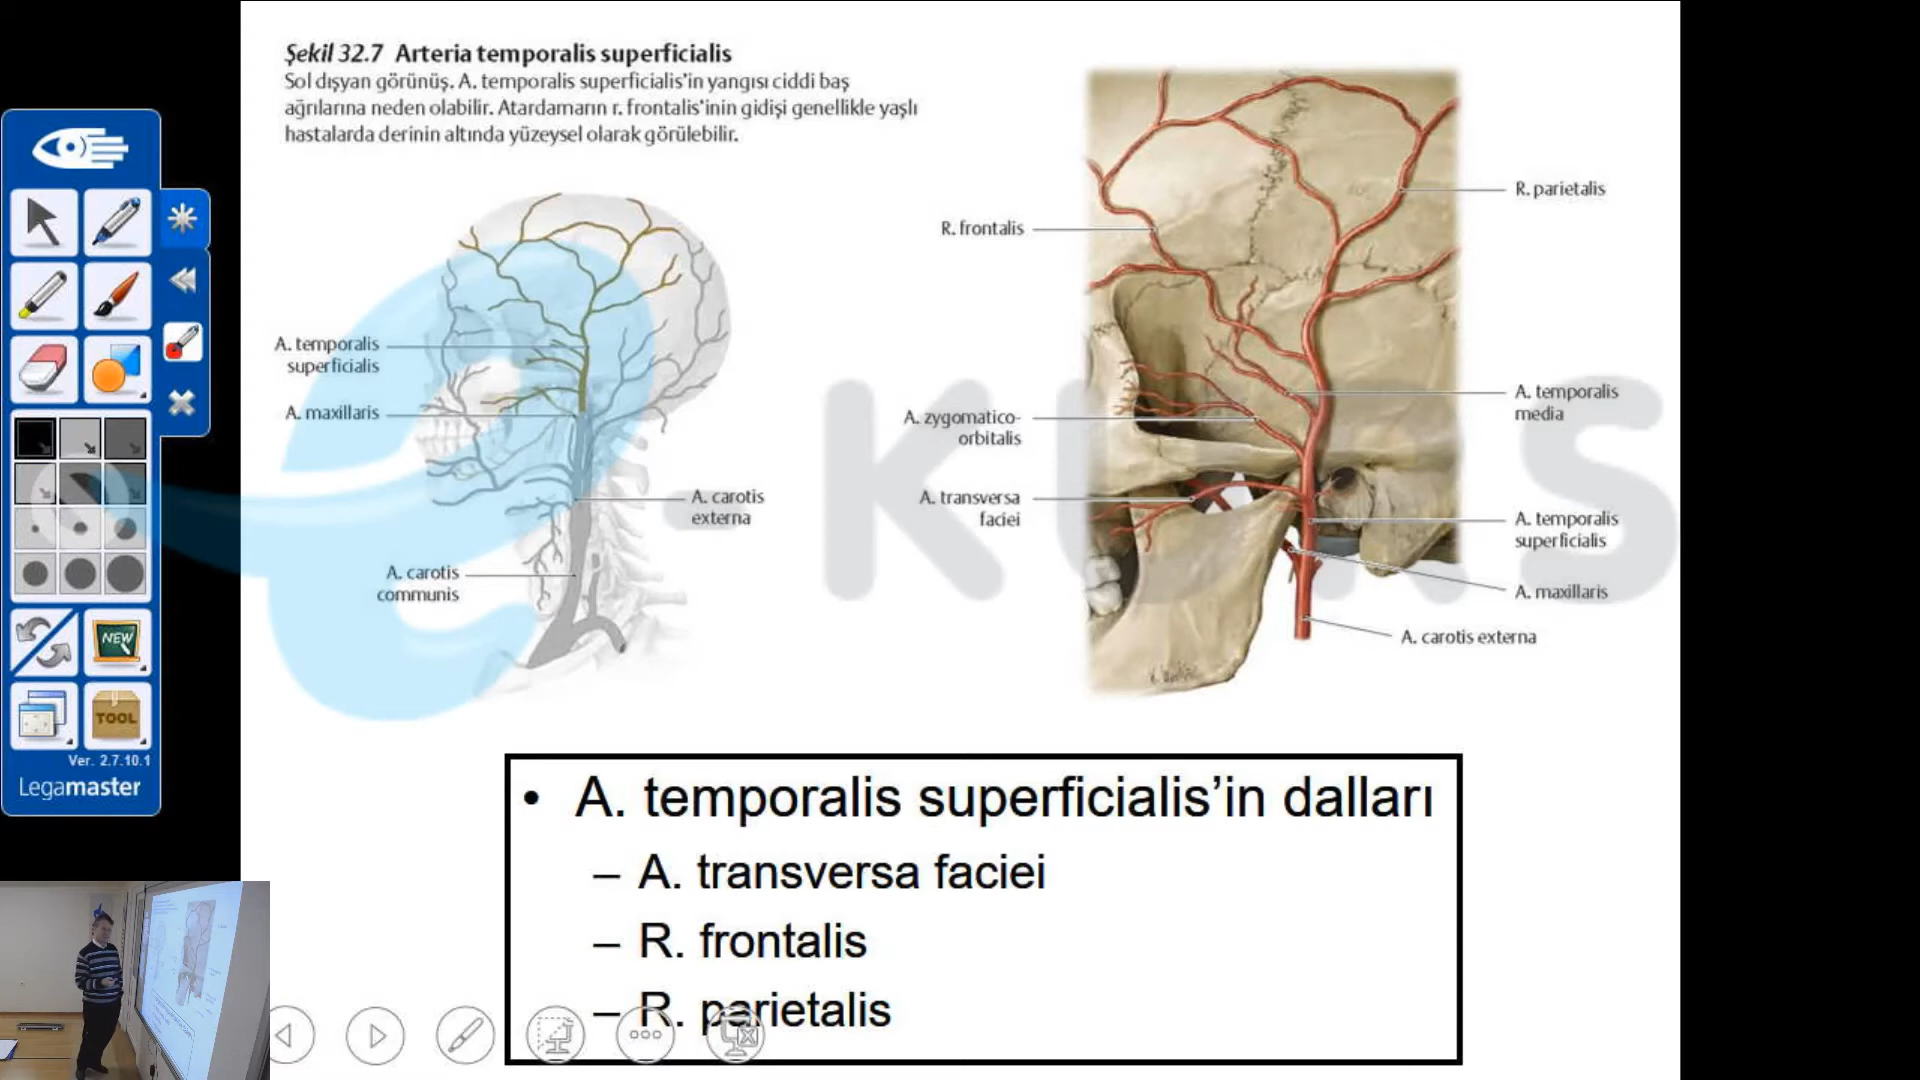 Şekil 32.7 Arteria temporalis superficialis
Sol dışyan görünüş. A. temporalis superficialis'in yangısı ciddi baş
ağrılarına neden olabilir. Atardamarın r. frontalis'inin gidişi genellikle yaşlı
hastalarda derinin altında yüzeysel olarak görülebilir.
A. temporalis
superficialis
A. maxillaris
A. carotis
externa
A. carotis
communis
R. frontalis
R. parietalis
A. zygomatico-
orbitalis
A. temporalis
media
A. transversa
faciei
A. temporalis
superficialis
A. maxillaris
A. carotis externa
KURS
NEW
TOOL
Ver. 2.7.10.1
Legamaster
• A. temporalis superficialis’in dalları
– A. transversa faciei
– R. frontalis
– R. parietalis